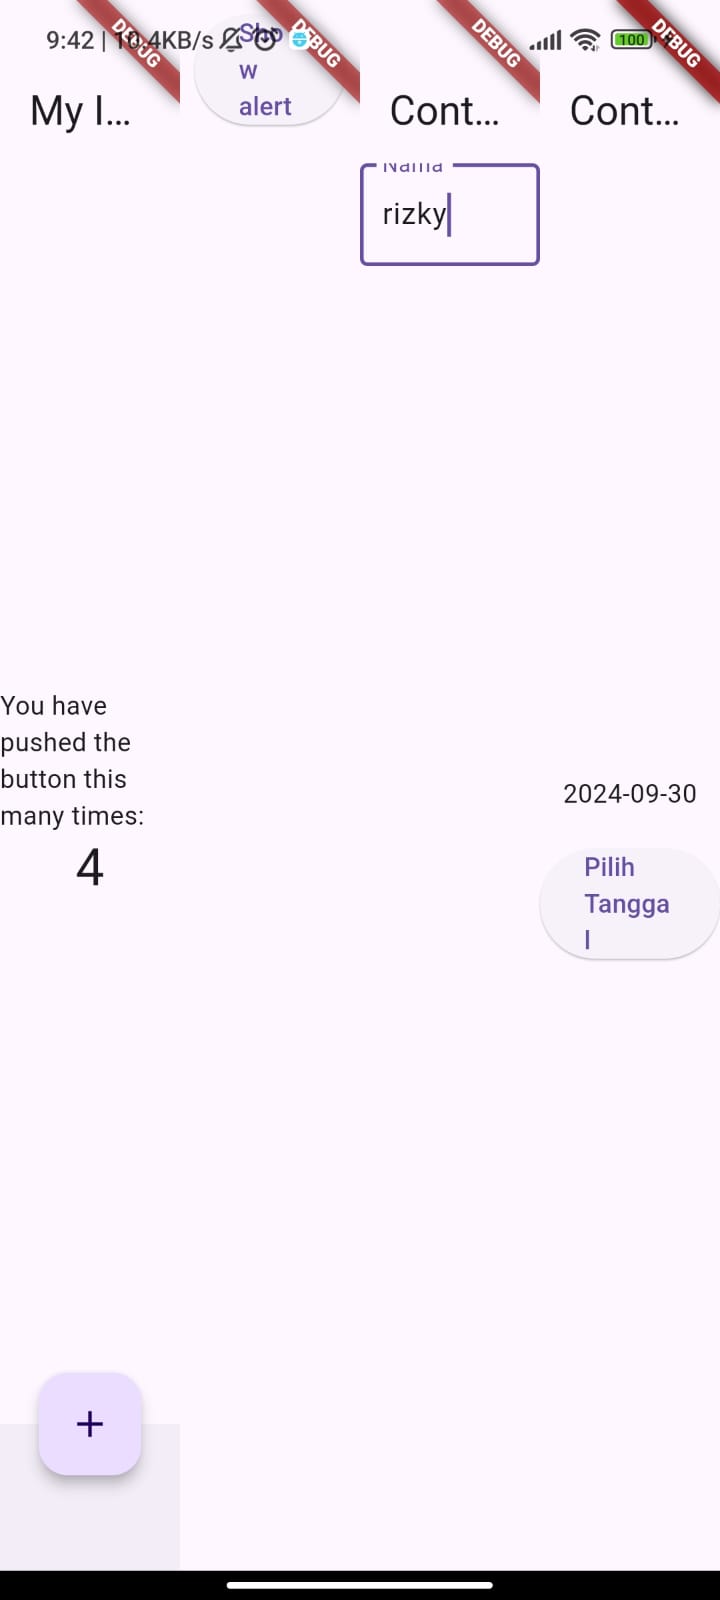 9:42 | 10.4KB/s
100
DEBUG
DEBUG
DEBUG
DEBUG
Sho
w
alert
My I...
Cont...
Cont...
Nama
rizky
You have
pushed the
button this
many times:
4
2024-09-30
Pilih
Tangga
l
+